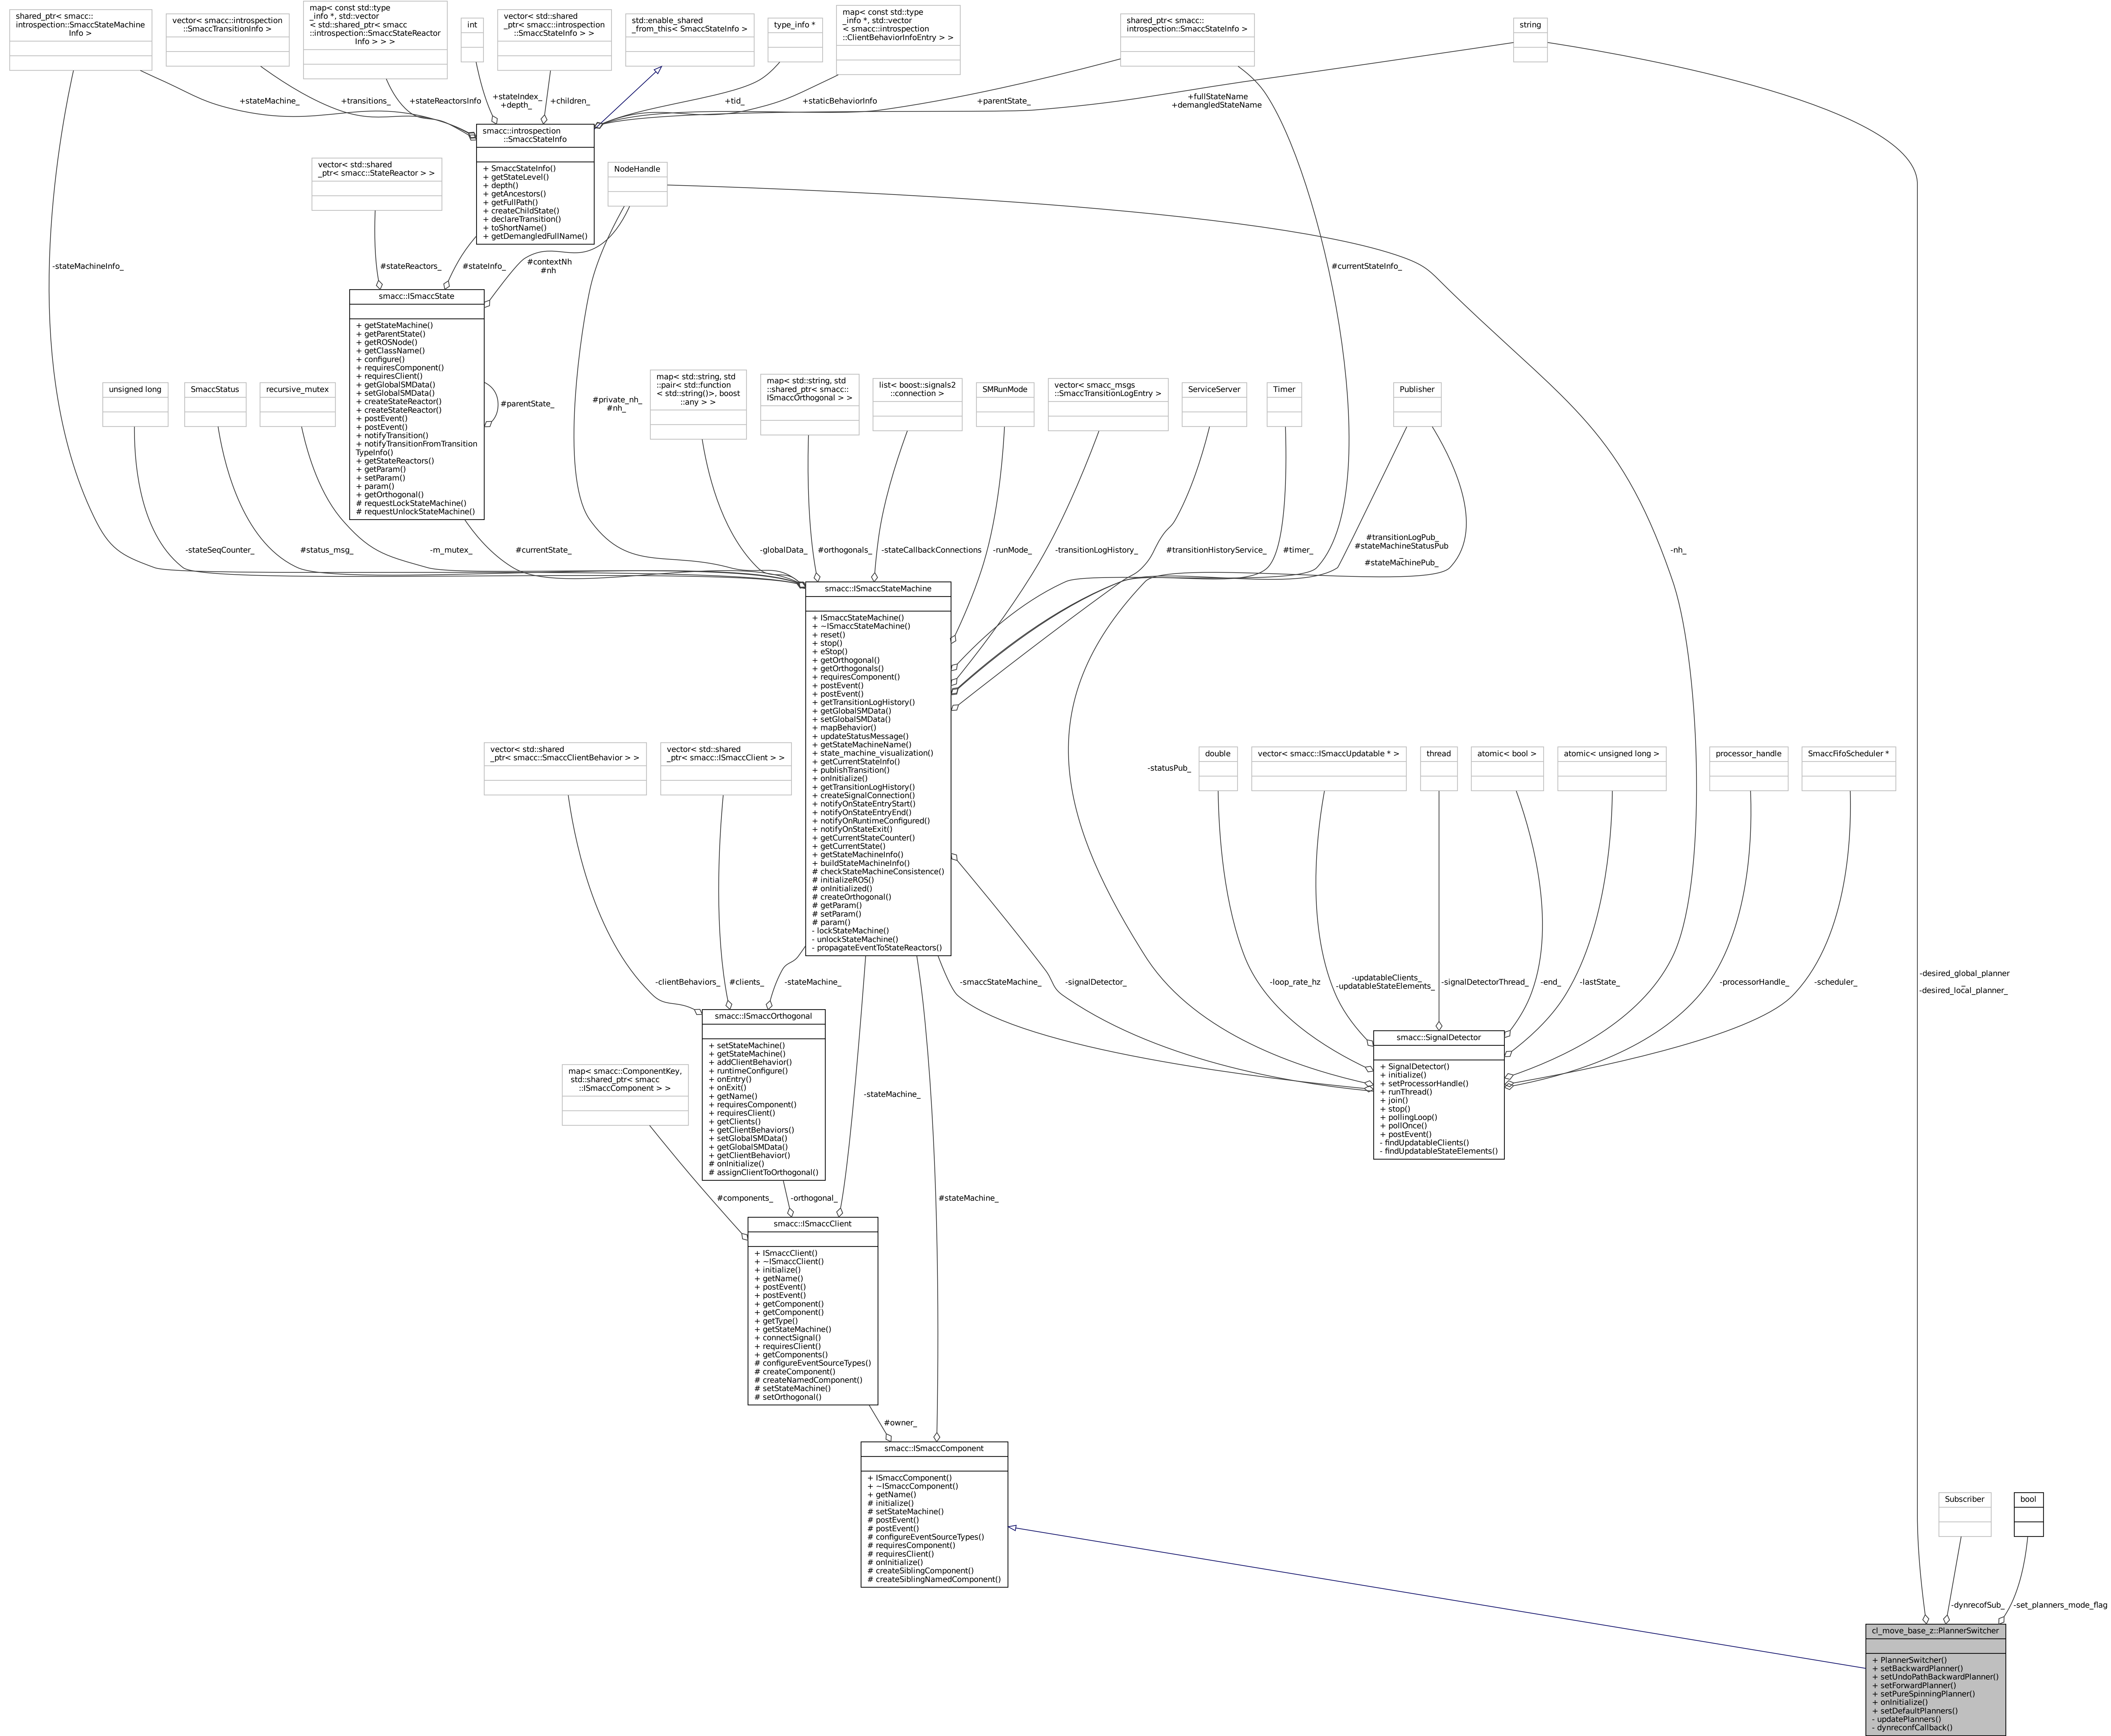 shared_ptr< smacc::
introspection::SmaccStateMachine
Info >
vector< smacc::introspection
::SmaccTransitionInfo >
map< const std::type
_info *, std::vector
< std::shared_ptr< smacc
::introspection::SmaccStateReactor
Info > > >
int
vector< std::shared
_ptr< smacc::introspection
::SmaccStateInfo > >
std::enable_shared
_from_this< SmaccStateInfo >
type_info *
map< const std::type
_info *, std::vector
< smacc::introspection
::ClientBehaviorInfoEntry > >
shared_ptr< smacc::
introspection::SmaccStateInfo >
string
+stateMachine_
+transitions_
+stateReactorsInfo
+stateIndex_
+depth_
+children_
+tid_
+staticBehaviorInfo
+parentState_
+fullStateName
+demangledStateName
smacc::introspection
::SmaccStateInfo
+ SmaccStateInfo()
+ getStateLevel()
+ depth()
+ getAncestors()
+ getFullPath()
+ createChildState()
+ declareTransition()
+ toShortName()
+ getDemangledFullName()
vector< std::shared
_ptr< smacc::StateReactor > >
NodeHandle
-stateMachineInfo_
#stateReactors_
#stateInfo_
#contextNh
#nh
#currentStateInfo_
smacc::ISmaccState
+ getStateMachine()
+ getParentState()
+ getROSNode()
+ getClassName()
+ configure()
+ requiresComponent()
+ requiresClient()
+ getGlobalSMData()
+ setGlobalSMData()
+ createStateReactor()
+ createStateReactor()
+ postEvent()
+ postEvent()
+ notifyTransition()
+ notifyTransitionFromTransition
TypeInfo()
+ getStateReactors()
+ getParam()
+ setParam()
+ param()
+ getOrthogonal()
# requestLockStateMachine()
# requestUnlockStateMachine()
#parentState_
unsigned long
SmaccStatus
recursive_mutex
#private_nh_
#nh_
map< std::string, std
::pair< std::function
< std::string()>, boost
::any > >
map< std::string, std
::shared_ptr< smacc::
ISmaccOrthogonal > >
list< boost::signals2
::connection >
SMRunMode
vector< smacc_msgs
::SmaccTransitionLogEntry >
ServiceServer
Timer
Publisher
-stateSeqCounter_
#status_msg_
-m_mutex_
#currentState_
-globalData_
#orthogonals_
-stateCallbackConnections
-runMode_
-transitionLogHistory_
#transitionHistoryService_
#timer_
#transitionLogPub_
#stateMachineStatusPub
_
#stateMachinePub_
-nh_
smacc::ISmaccStateMachine
+ ISmaccStateMachine()
+ ~ISmaccStateMachine()
+ reset()
+ stop()
+ eStop()
+ getOrthogonal()
+ getOrthogonals()
+ requiresComponent()
+ postEvent()
+ postEvent()
+ getTransitionLogHistory()
+ getGlobalSMData()
+ setGlobalSMData()
+ mapBehavior()
+ updateStatusMessage()
+ getStateMachineName()
+ state_machine_visualization()
+ getCurrentStateInfo()
+ publishTransition()
+ onInitialize()
+ getTransitionLogHistory()
+ createSignalConnection()
+ notifyOnStateEntryStart()
+ notifyOnStateEntryEnd()
+ notifyOnRuntimeConfigured()
+ notifyOnStateExit()
+ getCurrentStateCounter()
+ getCurrentState()
+ getStateMachineInfo()
+ buildStateMachineInfo()
# checkStateMachineConsistence()
# initializeROS()
# onInitialized()
# createOrthogonal()
# getParam()
# setParam()
# param()
- lockStateMachine()
- unlockStateMachine()
- propagateEventToStateReactors()
vector< std::shared
_ptr< smacc::SmaccClientBehavior > >
vector< std::shared
_ptr< smacc::ISmaccClient > >
-statusPub_
double
vector< smacc::ISmaccUpdatable * >
thread
atomic< bool >
atomic< unsigned long >
processor_handle
SmaccFifoScheduler *
-clientBehaviors_
#clients_
-stateMachine_
-smaccStateMachine_
-signalDetector_
-loop_rate_hz
-updatableClients_
-updatableStateElements_
-signalDetectorThread_
-end_
-lastState_
-processorHandle_
-scheduler_
-desired_global_planner
_
-desired_local_planner_
smacc::ISmaccOrthogonal
+ setStateMachine()
+ getStateMachine()
+ addClientBehavior()
+ runtimeConfigure()
+ onEntry()
+ onExit()
+ getName()
+ requiresComponent()
+ requiresClient()
+ getClients()
+ getClientBehaviors()
+ setGlobalSMData()
+ getGlobalSMData()
+ getClientBehavior()
# onInitialize()
# assignClientToOrthogonal()
smacc::SignalDetector
+ SignalDetector()
+ initialize()
+ setProcessorHandle()
+ runThread()
+ join()
+ stop()
+ pollingLoop()
+ pollOnce()
+ postEvent()
- findUpdatableClients()
- findUpdatableStateElements()
map< smacc::ComponentKey,
std::shared_ptr< smacc
::ISmaccComponent > >
-stateMachine_
#components_
-orthogonal_
#stateMachine_
smacc::ISmaccClient
+ ISmaccClient()
+ ~ISmaccClient()
+ initialize()
+ getName()
+ postEvent()
+ postEvent()
+ getComponent()
+ getComponent()
+ getType()
+ getStateMachine()
+ connectSignal()
+ requiresClient()
+ getComponents()
# configureEventSourceTypes()
# createComponent()
# createNamedComponent()
# setStateMachine()
# setOrthogonal()
#owner_
smacc::ISmaccComponent
+ ISmaccComponent()
+ ~ISmaccComponent()
+ getName()
# initialize()
# setStateMachine()
# postEvent()
# postEvent()
# configureEventSourceTypes()
# requiresComponent()
# requiresClient()
# onInitialize()
# createSiblingComponent()
# createSiblingNamedComponent()
Subscriber
bool
-dynrecofSub_
-set_planners_mode_flag
cl_move_base_z::PlannerSwitcher
+ PlannerSwitcher()
+ setBackwardPlanner()
+ setUndoPathBackwardPlanner()
+ setForwardPlanner()
+ setPureSpinningPlanner()
+ onInitialize()
+ setDefaultPlanners()
- updatePlanners()
- dynreconfCallback()